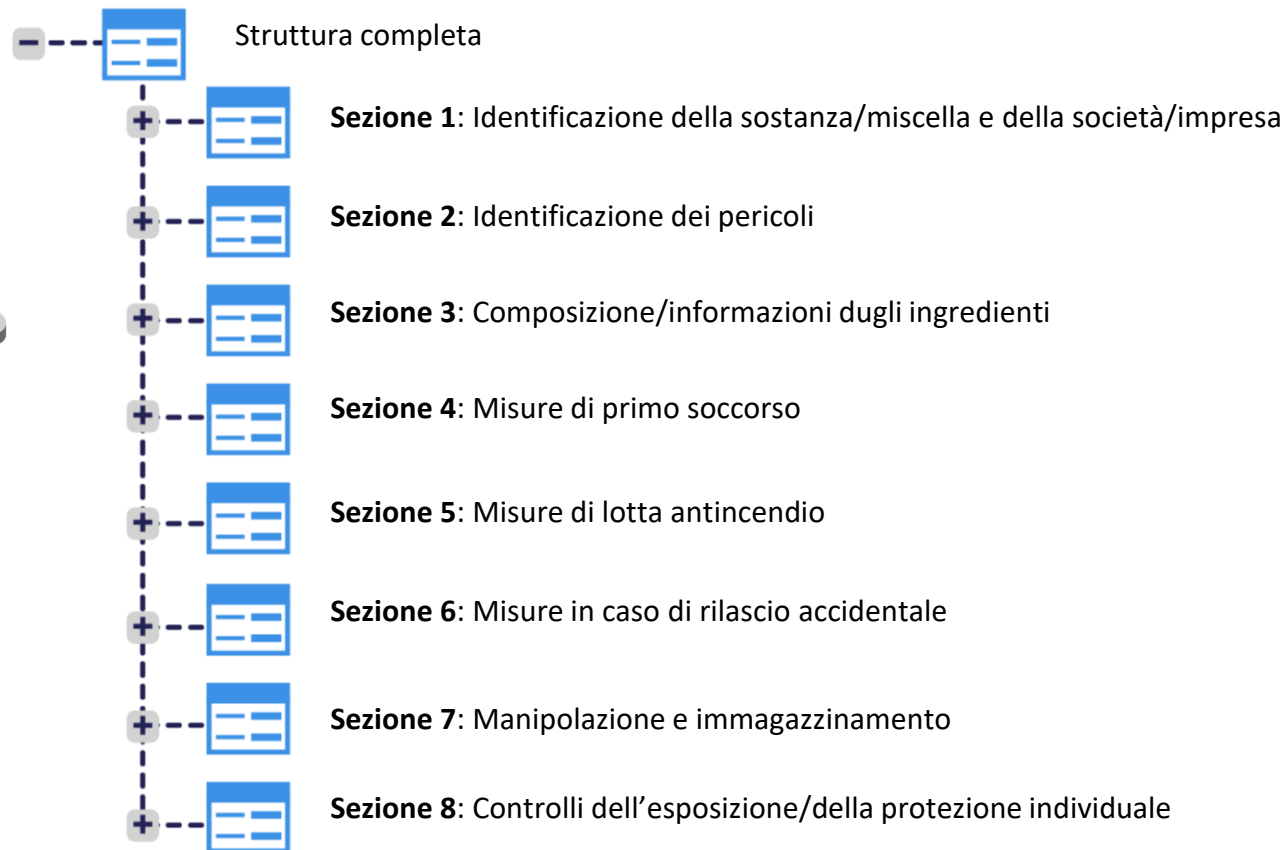 Struttura completa
Sezione 1: Identificazione della sostanza/miscella e della società/impresa
Sezione 2: Identificazione dei pericoli
Sezione 3: Composizione/informazioni dugli ingredienti
Sezione 4: Misure di primo soccorso
Sezione 5: Misure di lotta antincendio
Sezione 6: Misure in caso di rilascio accidentale
Sezione 7: Manipolazione e immagazzinamento
Sezione 8: Controlli dell’esposizione/della protezione individuale